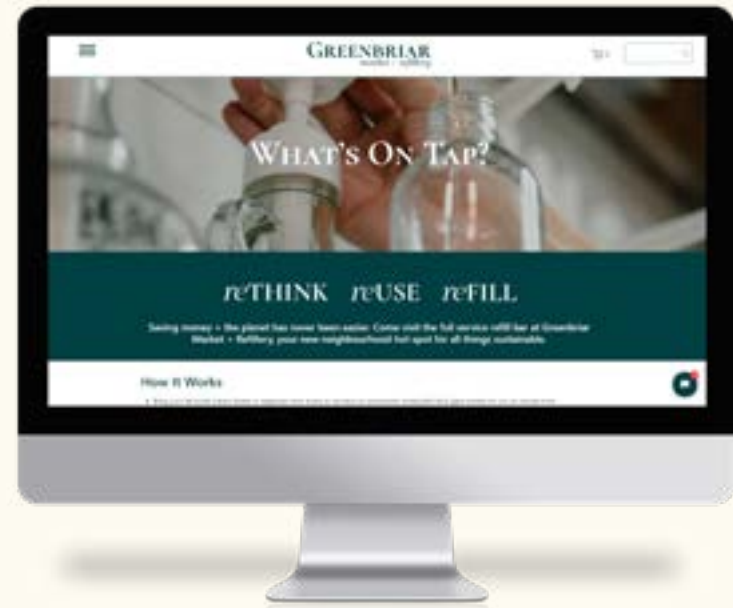 GREENBRIAR
market + refillery
WHAT'S ON TAP?
reTHINK reUSE reFILL
Saving money + the planet has never been easier. Come visit the full service refill bar at Greenbriar
Market + Refillery, your new neighbourhood hot spot for all things sustainable.
How It Works